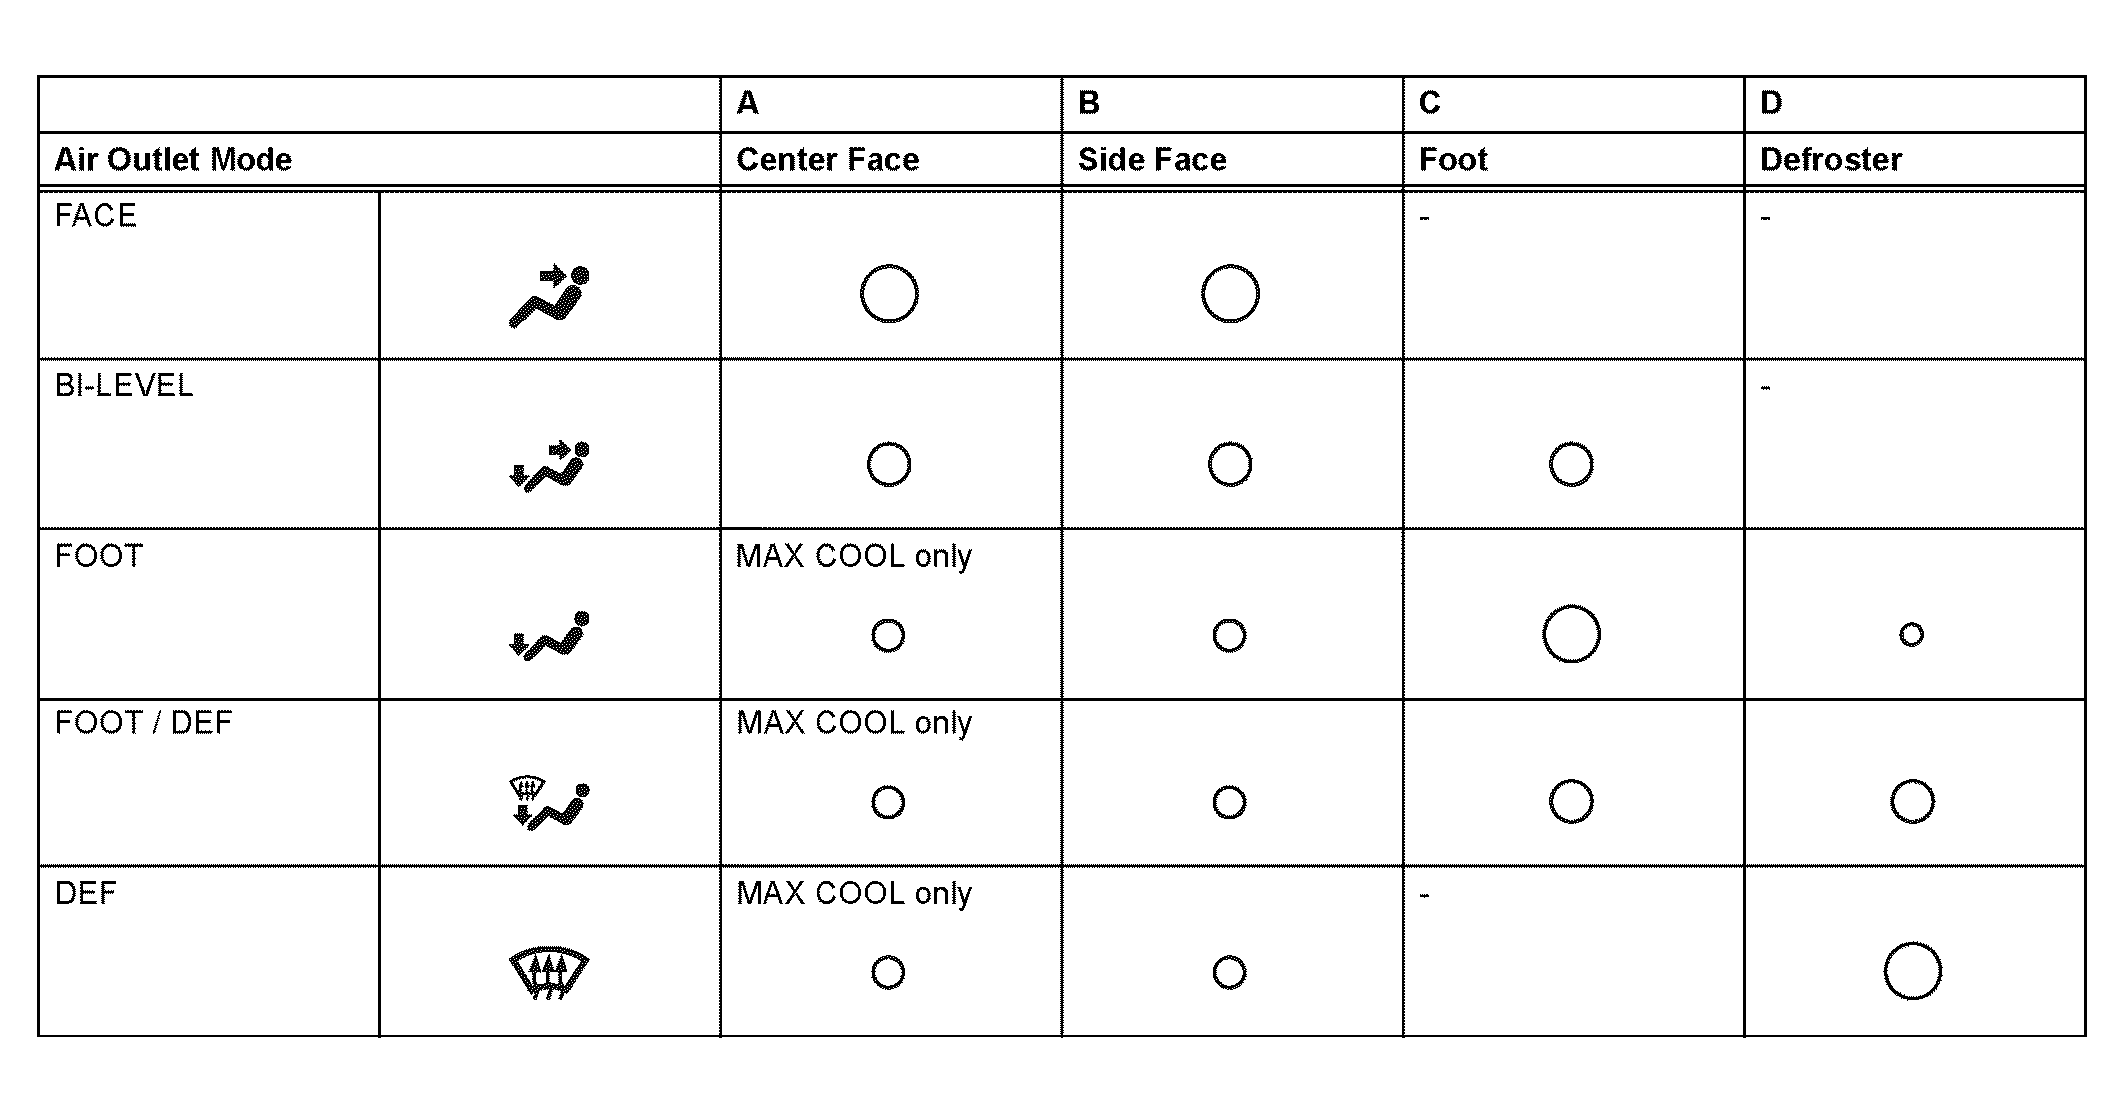 A B C D
Air Outlet Mode Center Face Side Face Foot Defroster
FACE - -
BI-LEVEL -
FOOT MAX COOL only
FOOT / DEF MAX COOL only
DEF MAX COOL only -